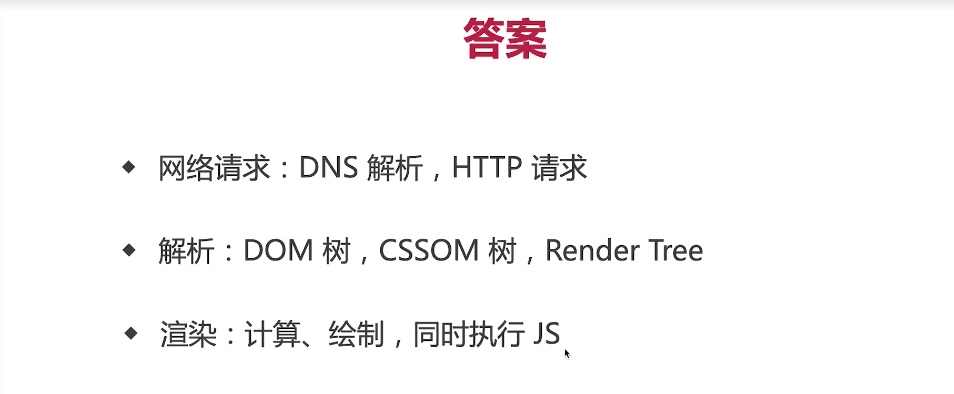 答案
◆ 网络请求：DNS 解析，HTTP 请求
◆ 解析：DOM 树，CSSOM 树，Render Tree
◆ 渲染：计算、绘制，同时执行 JS